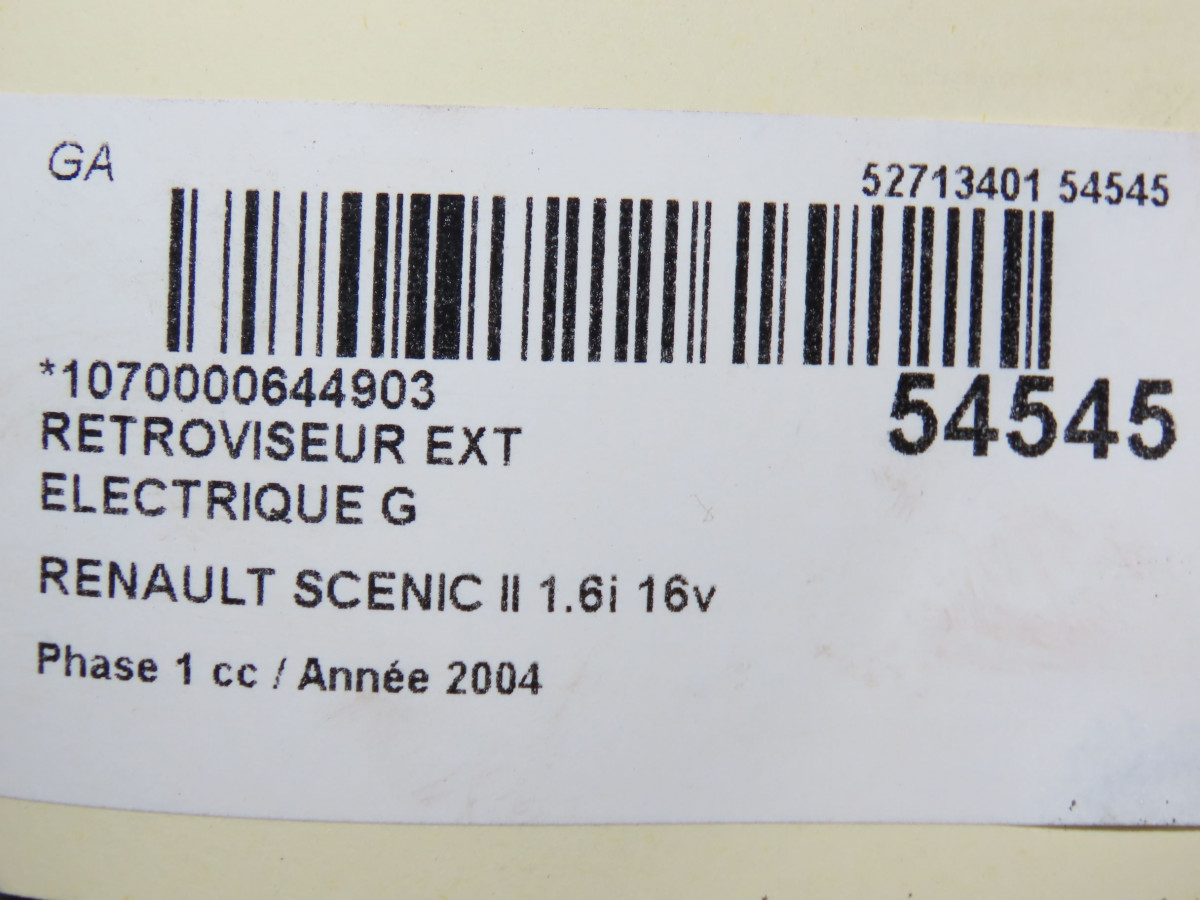 GA
52713401 54545
*1070000644903
54545
RETROVISEUR EXT
ELECTRIQUE G
RENAULT SCENIC II 1.6i 16v
Phase 1 cc / Année 2004